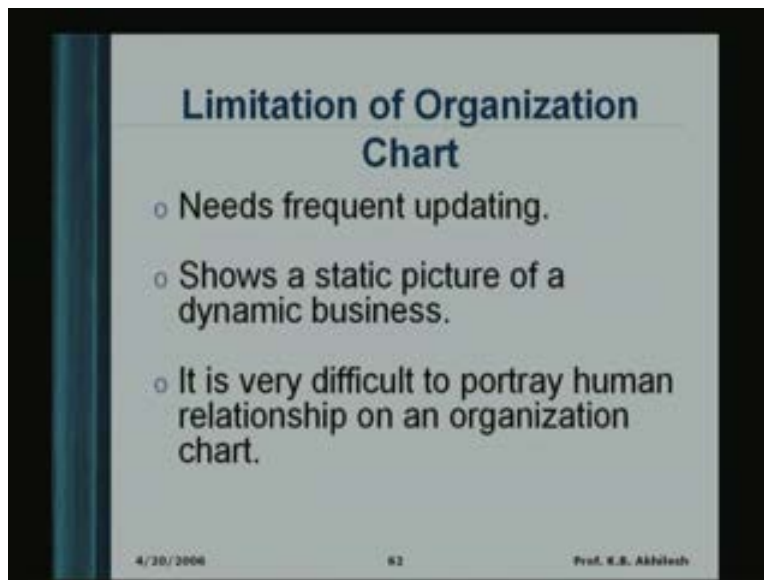 Limitation of Organization
Chart
o Needs frequent updating.
o Shows a static picture of a
dynamic business.
o It is very difficult to portray human
relationship on an organization
chart.
4/20/2006 62 Prof. K.B. Akhilesh